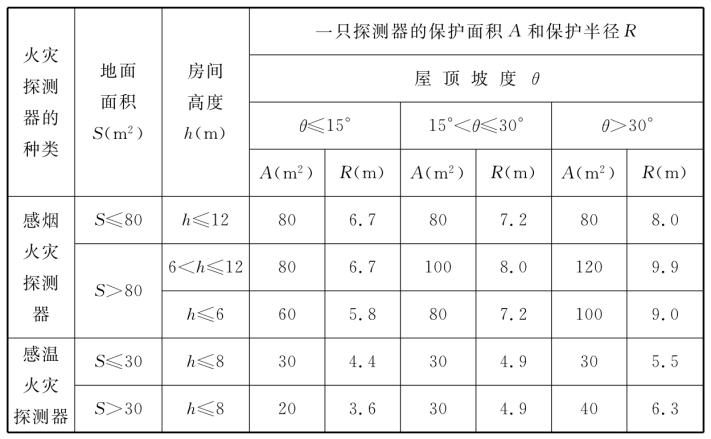 火灾探测器的种类 地面面积S(m²) 房间高度h(m) 一只探测器的保护面积A和保护半径R
屋顶坡度θ
θ≤15° 15°<θ≤30° θ>30°
A(m²) R(m) A(m²) R(m) A(m²) R(m)
感烟火灾探测器 S≤80 h≤12 80 6.7 80 7.2 80 8.0
S>80 6<h≤12 80 6.7 100 8.0 120 9.9
h≤6 60 5.8 80 7.2 100 9.0
感温火灾探测器 S≤30 h≤8 30 4.4 30 4.9 30 5.5
S>30 h≤8 20 3.6 30 4.9 40 6.3